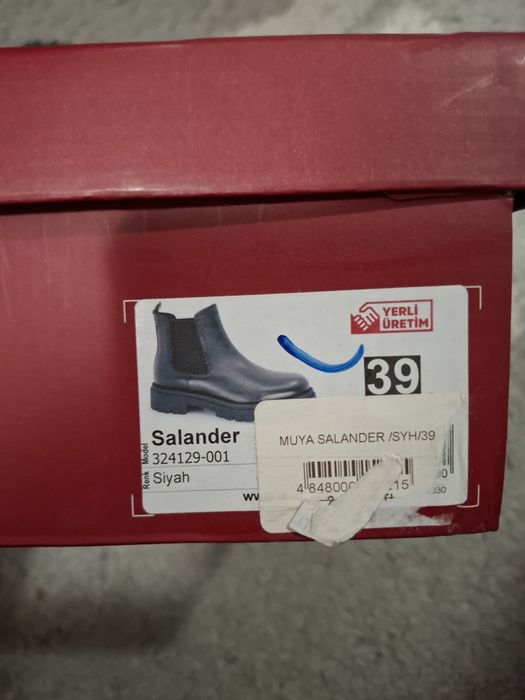 YERLİ
ÜRETİM
39
Salander
Model
324129-001
Renk
Siyah
MUYA SALANDER /SYH/39